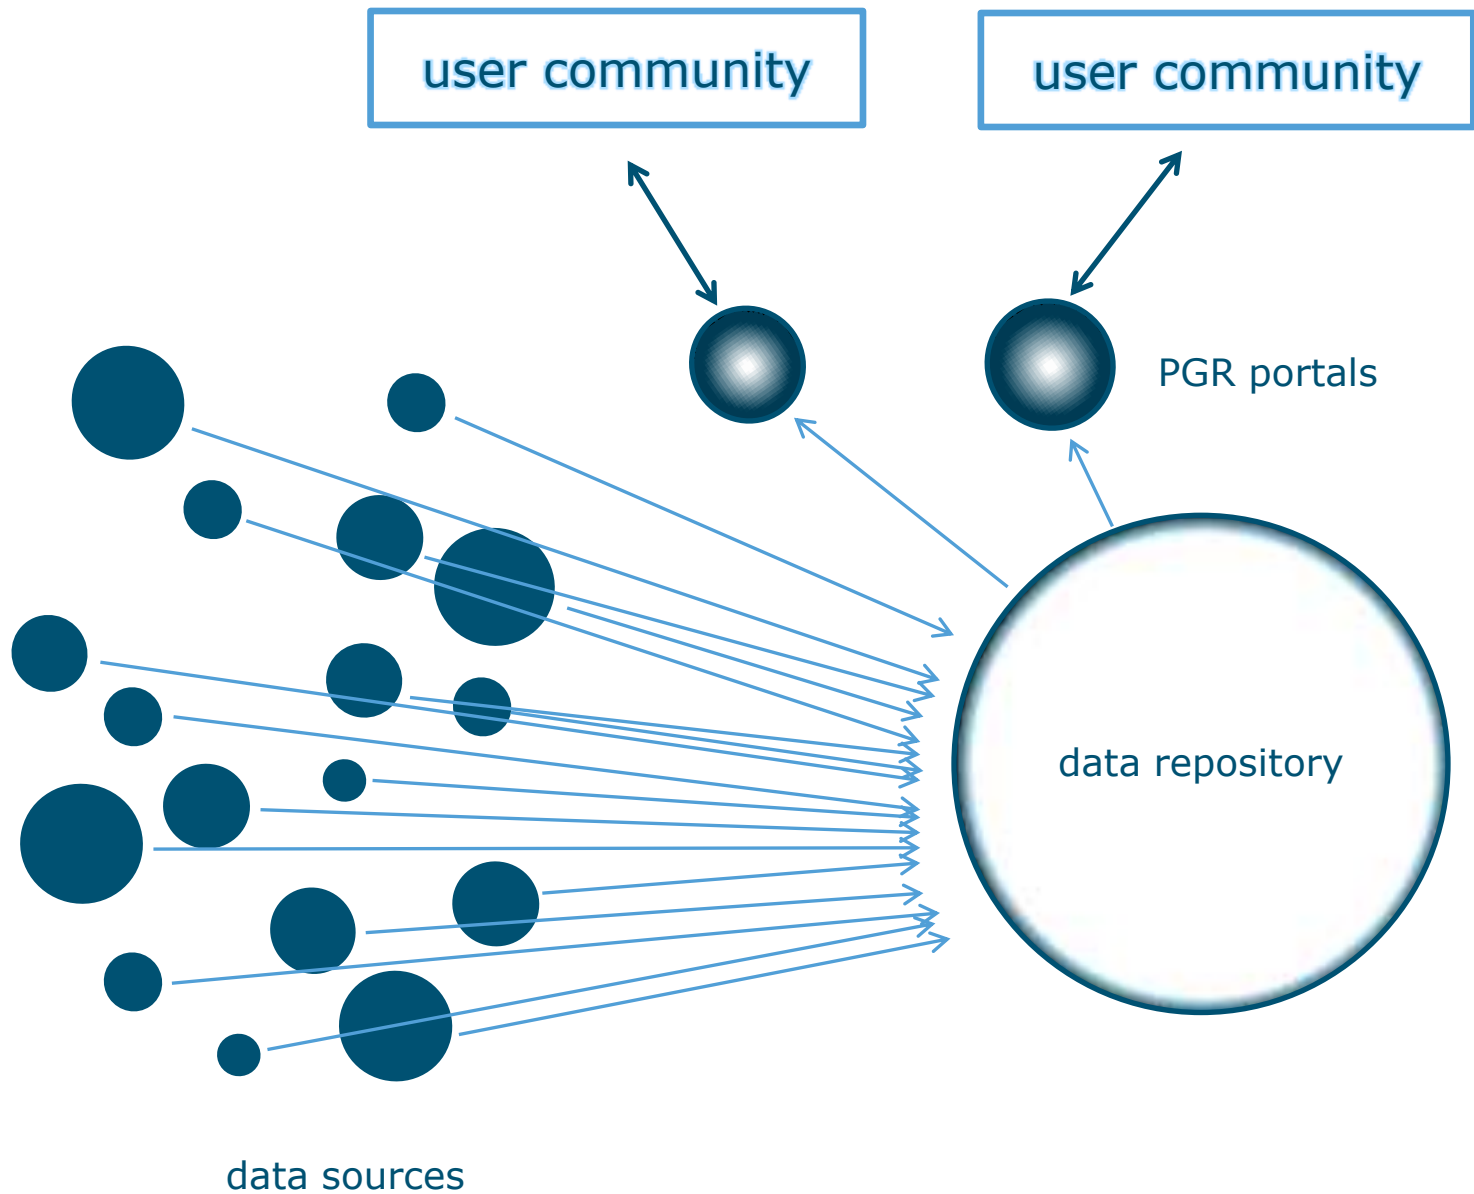 user community
user community
PGR portals
data repository
data sources